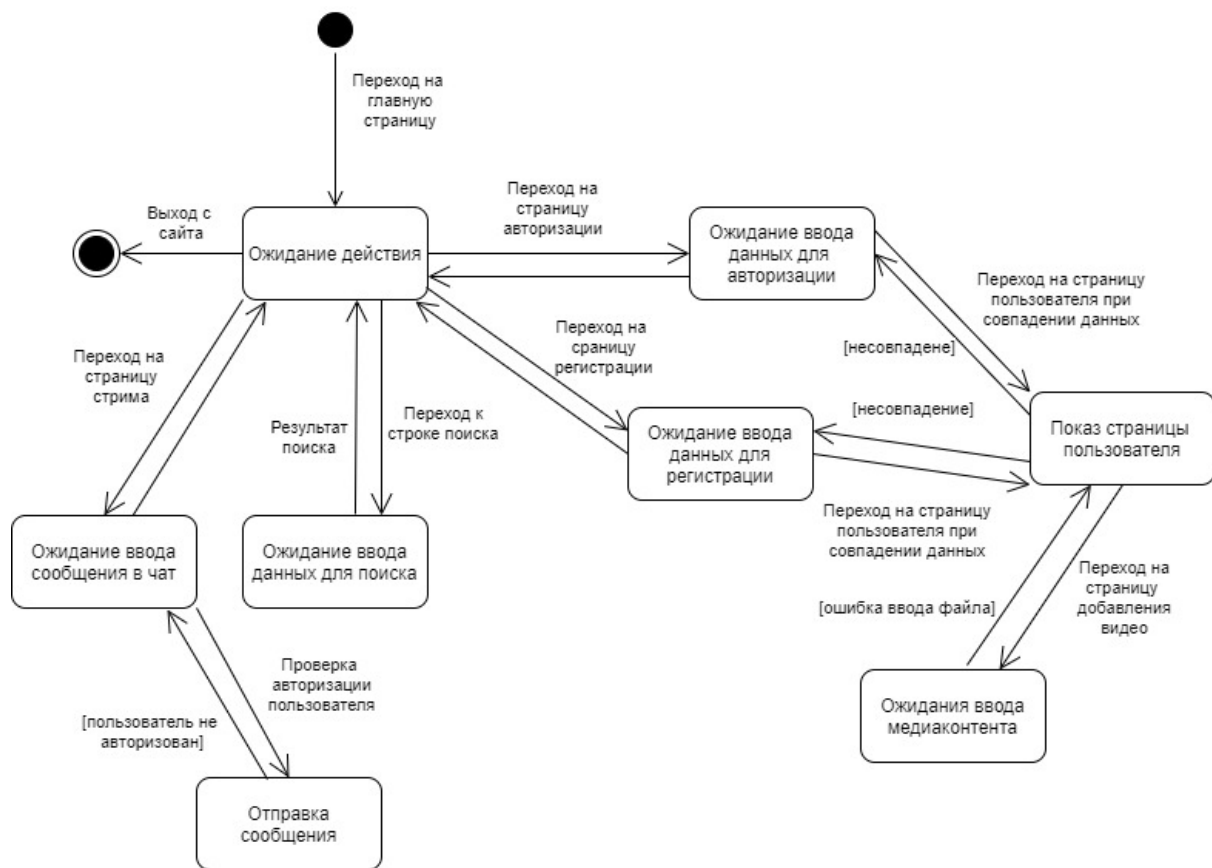 Переход на
главную
страницу
Выход с
сайта
Ожидание действия
Переход на
страницу
авторизации
Ожидание ввода
данных для
авторизации
Переход на страницу
пользователя при
совпадении данных
[несовпадене]
Переход на
страницу
стрима
Переход на
сраницу
регистрации
[несовпадение]
Результат
поиска
Переход к
строке поиска
Ожидание ввода
данных для
регистрации
Показ страницы
пользователя
Переход на страницу
пользователя при
совпадении данных
Ожидание ввода
сообщения в чат
Ожидание ввода
данных для поиска
[ошибка ввода файла]
Переход на
страницу
добавления
видео
Проверка
авторизации
пользователя
[пользователь не
авторизован]
Ожидания ввода
медиаконтента
Отправка
сообщения